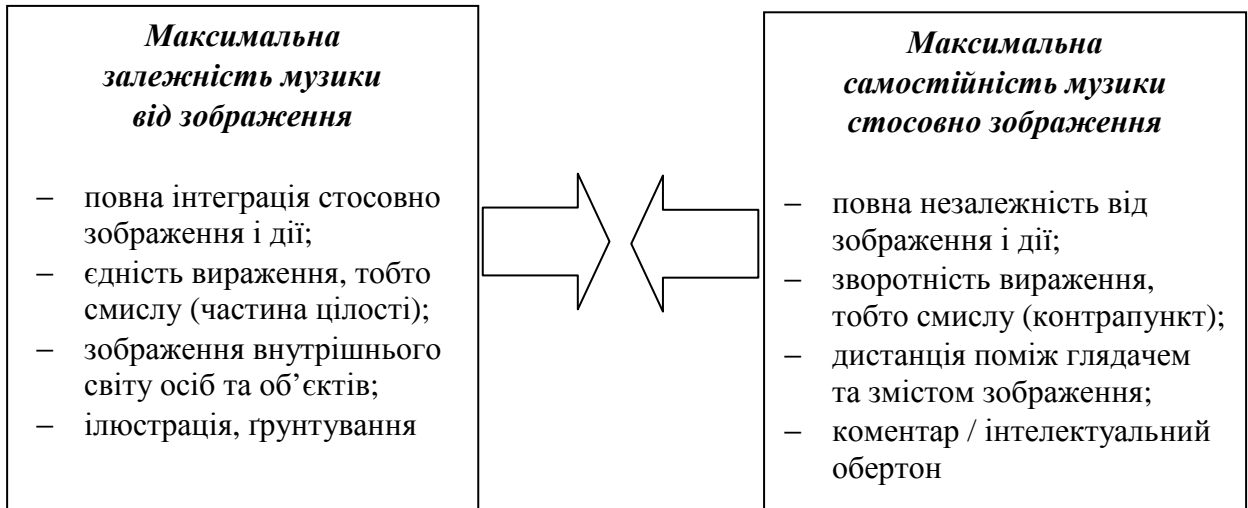 Максимальна
залежність музики
від зображення
– повна інтеграція стосовно
зображення і дії;
– єдність вираження, тобто
смислу (частина цілості);
– зображення внутрішнього
світу осіб та об’єктів;
– ілюстрація, ґрунтування
Максимальна
самостійність музики
стосовно зображення
– повна незалежність від
зображення і дії;
– зворотність вираження,
тобто смислу (контрапункт);
– дистанція поміж глядачем
та змістом зображення;
– коментар / інтелектуальний
обертон